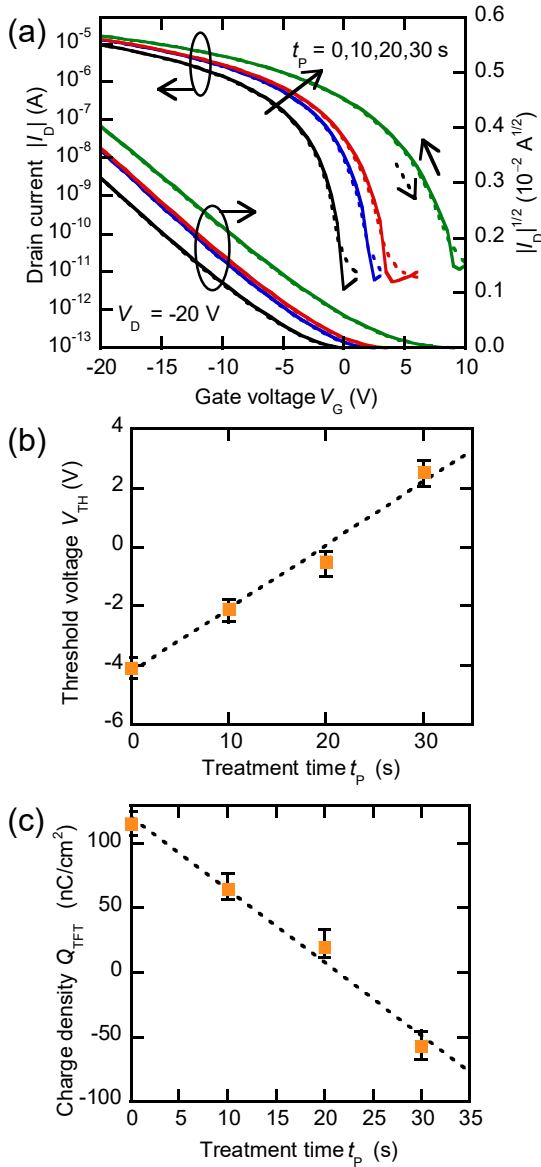 (a)
t_P = 0,10,20,30 s
V_D = -20 V
Drain current |I_D| (A)
10^-5
10^-6
10^-7
10^-8
10^-9
10^-10
10^-11
10^-12
10^-13
0.6
0.5
0.4
0.3
0.2
0.1
0.0
|I_D|^1/2 (10^-2 A^1/2)
-20 -15 -10 -5 0 5 10
Gate voltage V_G (V)
(b)
Threshold voltage V_TH (V)
2
0
-2
-4
-6
0 10 20 30
Treatment time t_P (s)
(c)
Charge density Q_TFT (nC/cm^2)
100
50
0
-50
-100
0 5 10 15 20 25 30 35
Treatment time t_P (s)